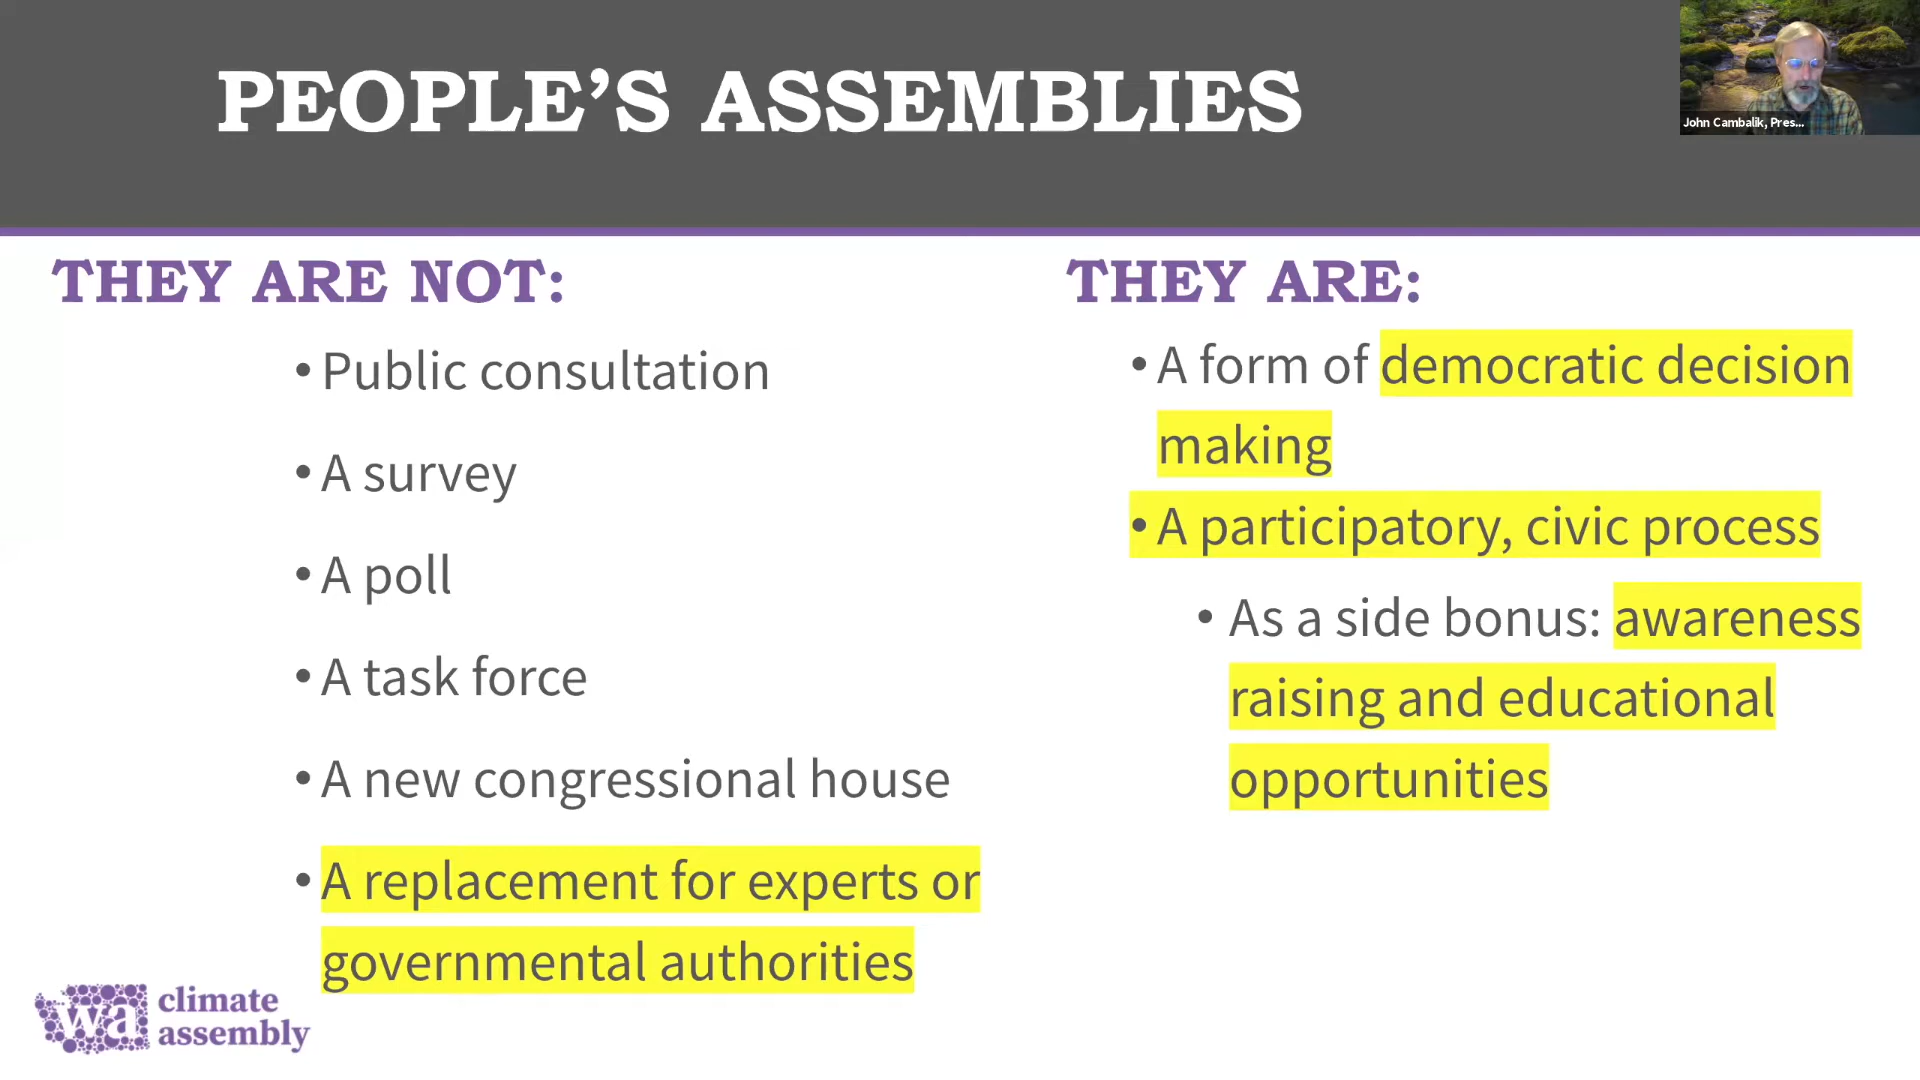 PEOPLE’S ASSEMBLIES
John Cambalik, Pres...
THEY ARE NOT:
• Public consultation
• A survey
• A poll
• A task force
• A new congressional house
• A replacement for experts or
governmental authorities
THEY ARE:
• A form of democratic decision
making
• A participatory, civic process
• As a side bonus: awareness
raising and educational
opportunities
wa
climate
assembly